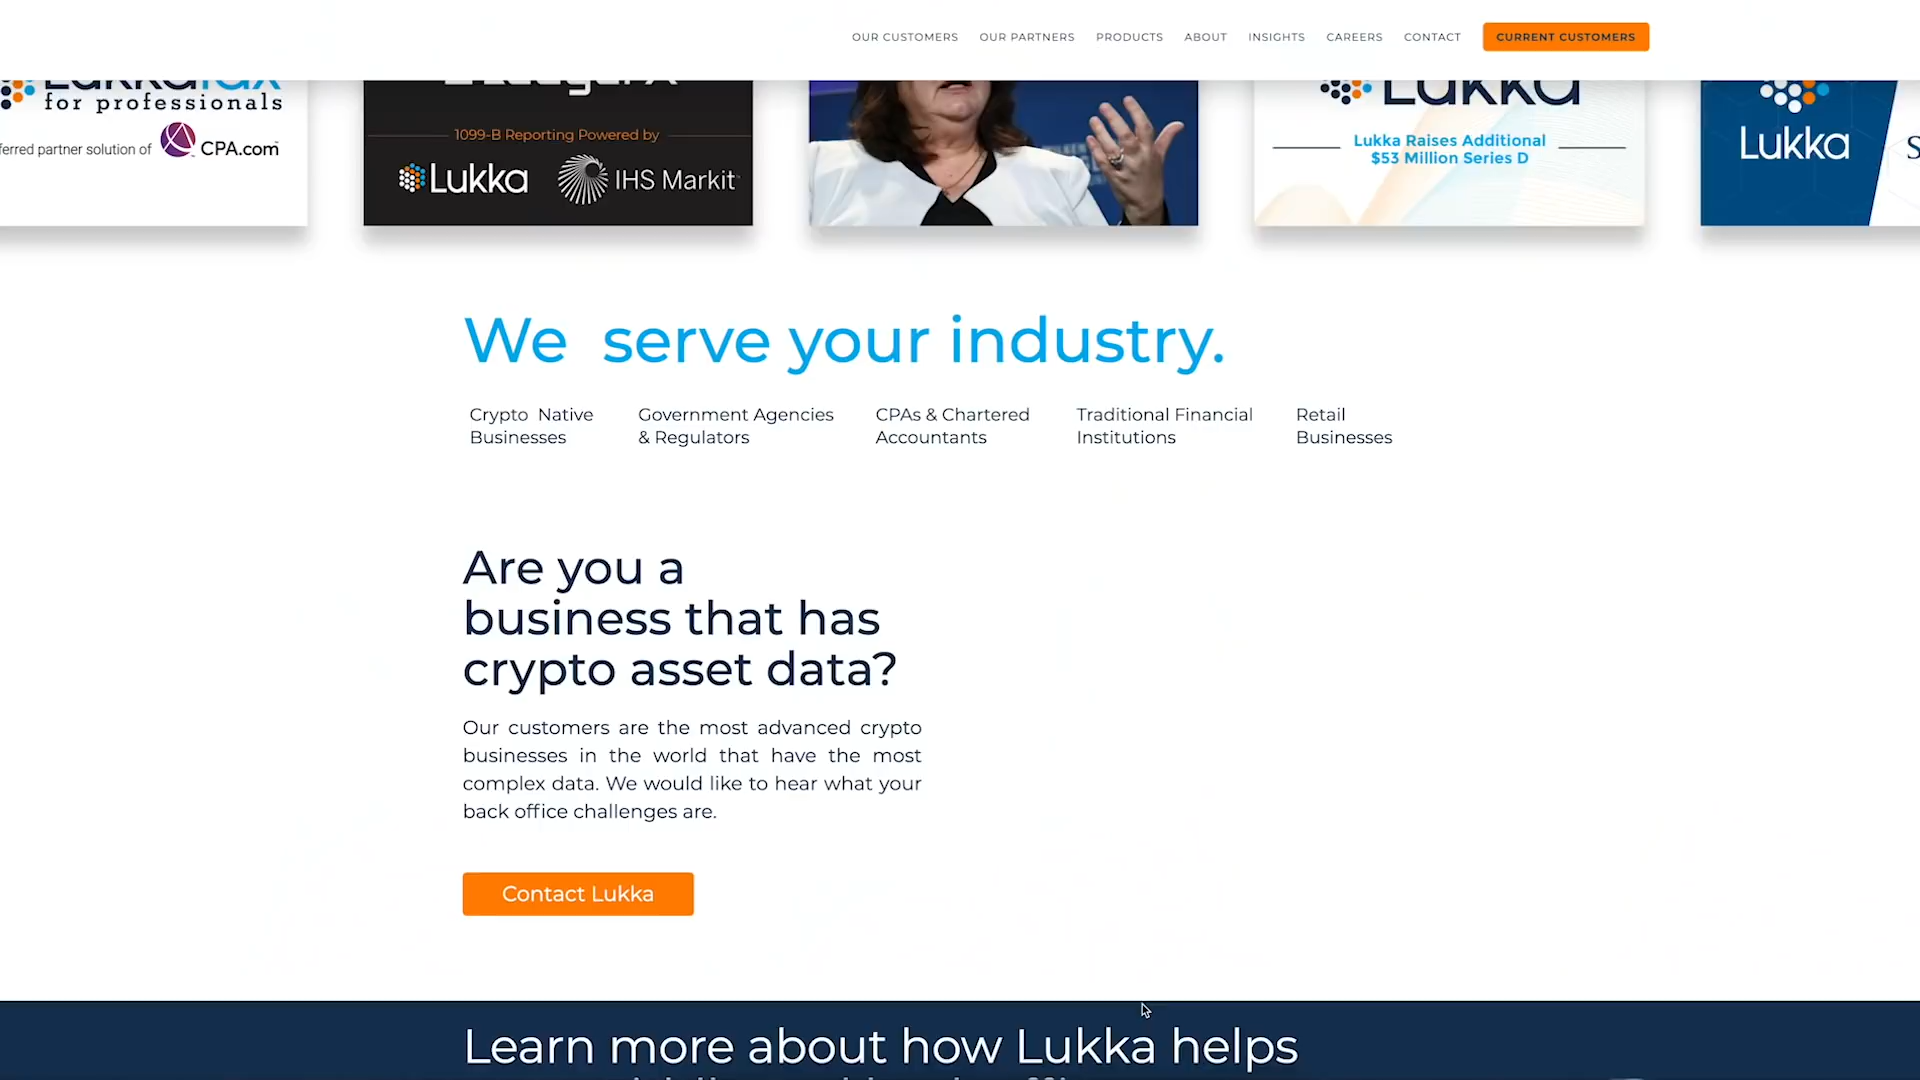 OUR CUSTOMERS OUR PARTNERS PRODUCTS ABOUT INSIGHTS CAREERS CONTACT CURRENT CUSTOMERS
for professionals
partner solution of CPA.com
1099-B Reporting Powered by
Lukka IHS Markit
Lukka
Lukka Raises Additional
$53 Million Series D
Lukka
We serve your industry.
Crypto Native
Businesses
Government Agencies
& Regulators
CPAs & Chartered
Accountants
Traditional Financial
Institutions
Retail
Businesses
Are you a
business that has
crypto asset data?
Our customers are the most advanced crypto
businesses in the world that have the most
complex data. We would like to hear what your
back office challenges are.
Contact Lukka
Learn more about how Lukka helps